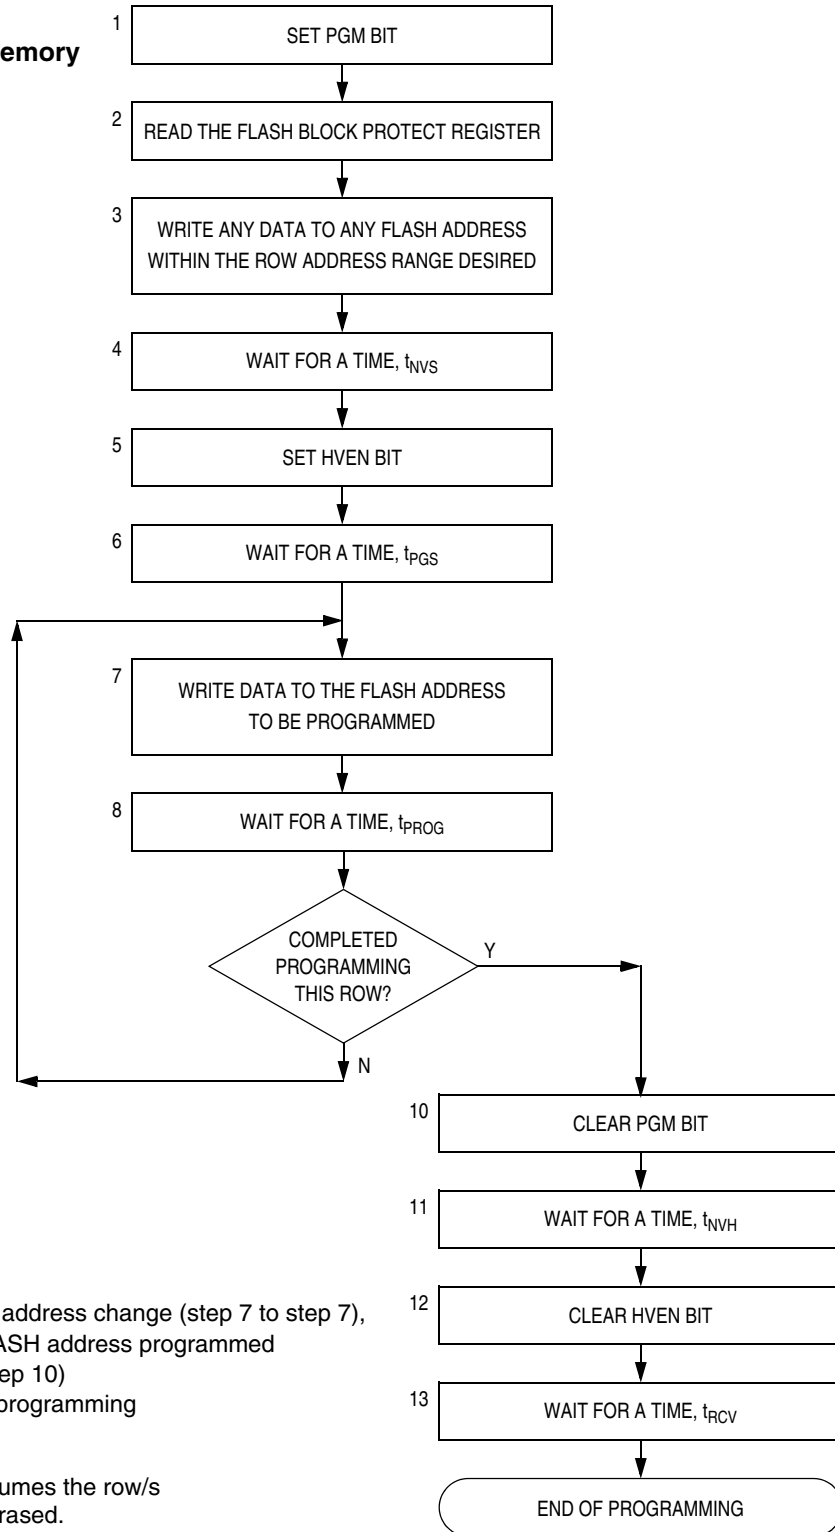 1
SET PGM BIT
emory
2
READ THE FLASH BLOCK PROTECT REGISTER
3
WRITE ANY DATA TO ANY FLASH ADDRESS
WITHIN THE ROW ADDRESS RANGE DESIRED
4
WAIT FOR A TIME, tNVS
5
SET HVEN BIT
6
WAIT FOR A TIME, tPGS
7
WRITE DATA TO THE FLASH ADDRESS
TO BE PROGRAMMED
8
WAIT FOR A TIME, tPROG
COMPLETED
PROGRAMMING
THIS ROW?
Y
N
10
CLEAR PGM BIT
11
WAIT FOR A TIME, tNVH
12
CLEAR HVEN BIT
13
WAIT FOR A TIME, tRCV
END OF PROGRAMMING
address change (step 7 to step 7),
ASH address programmed
ep 10)
programming
umes the row/s
rased.